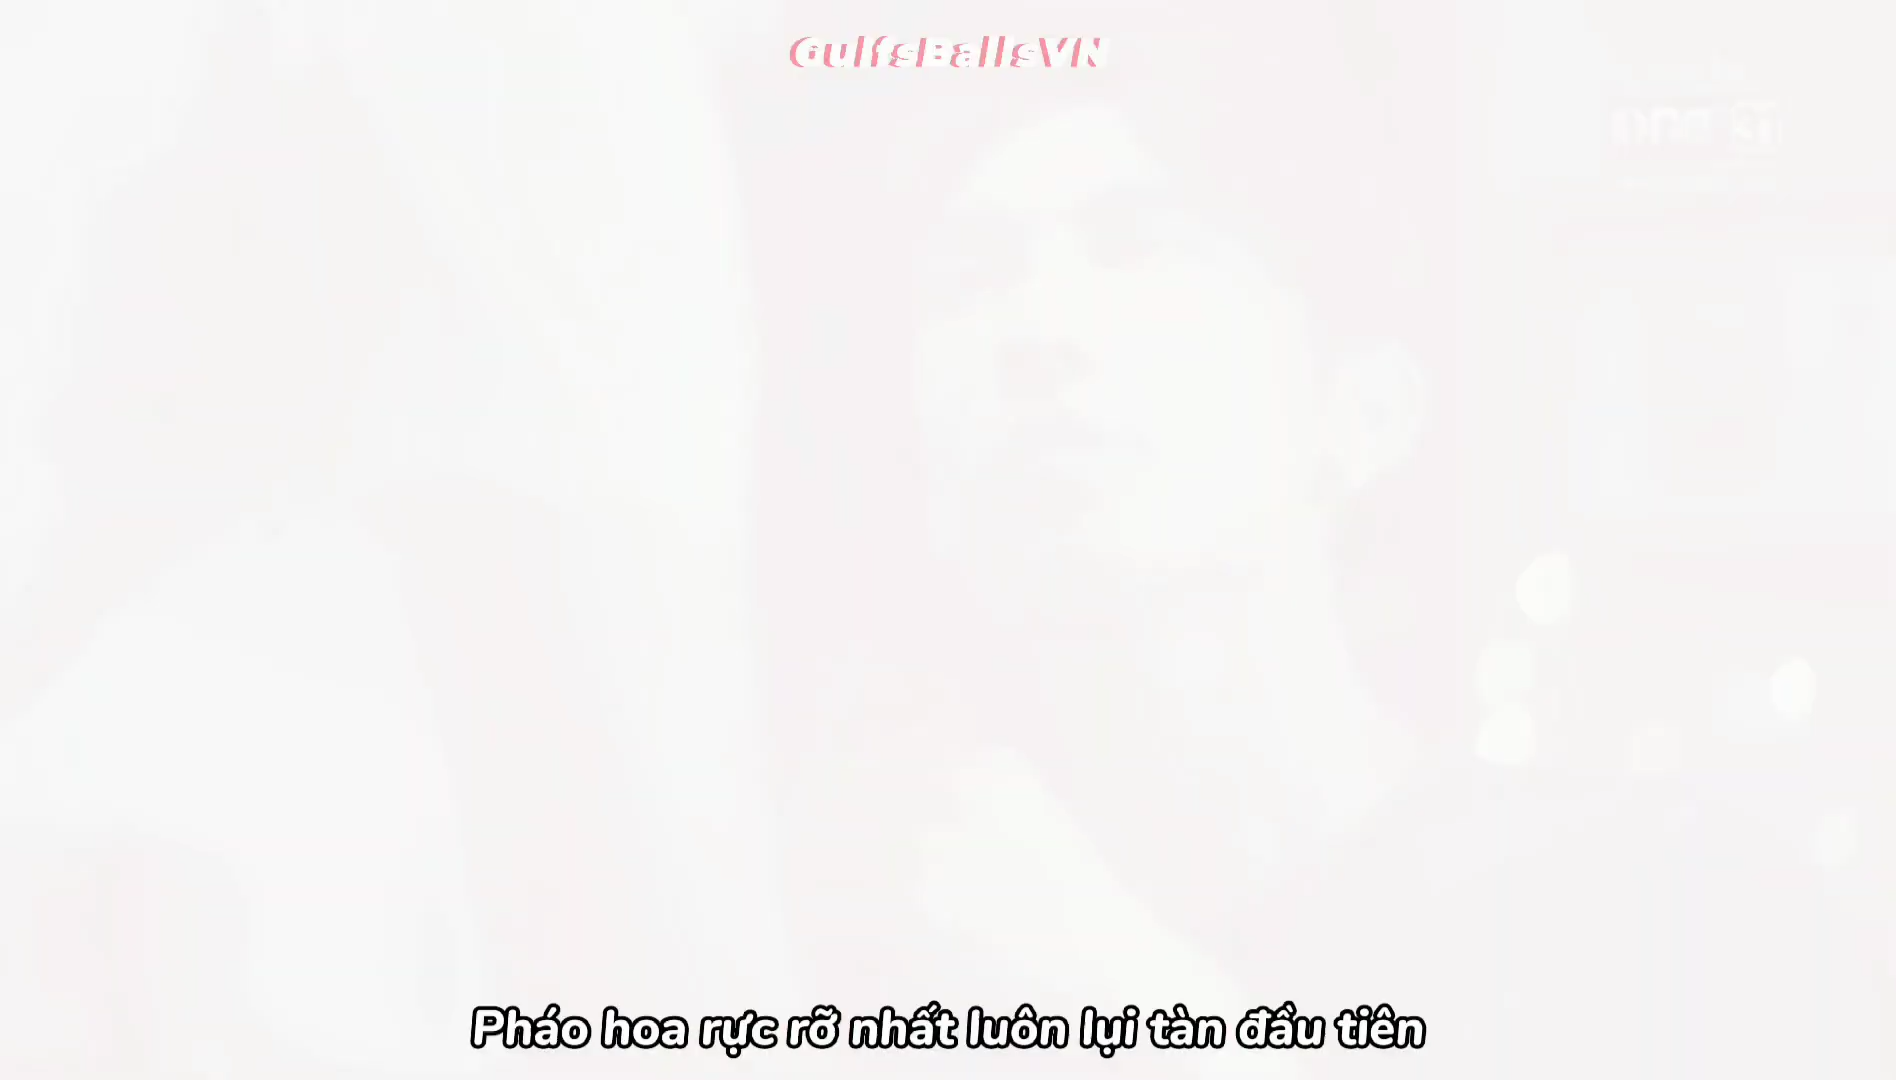 GulfsBallsVN
Pháo hoa rực rỡ nhất luôn lụi tàn đầu tiên